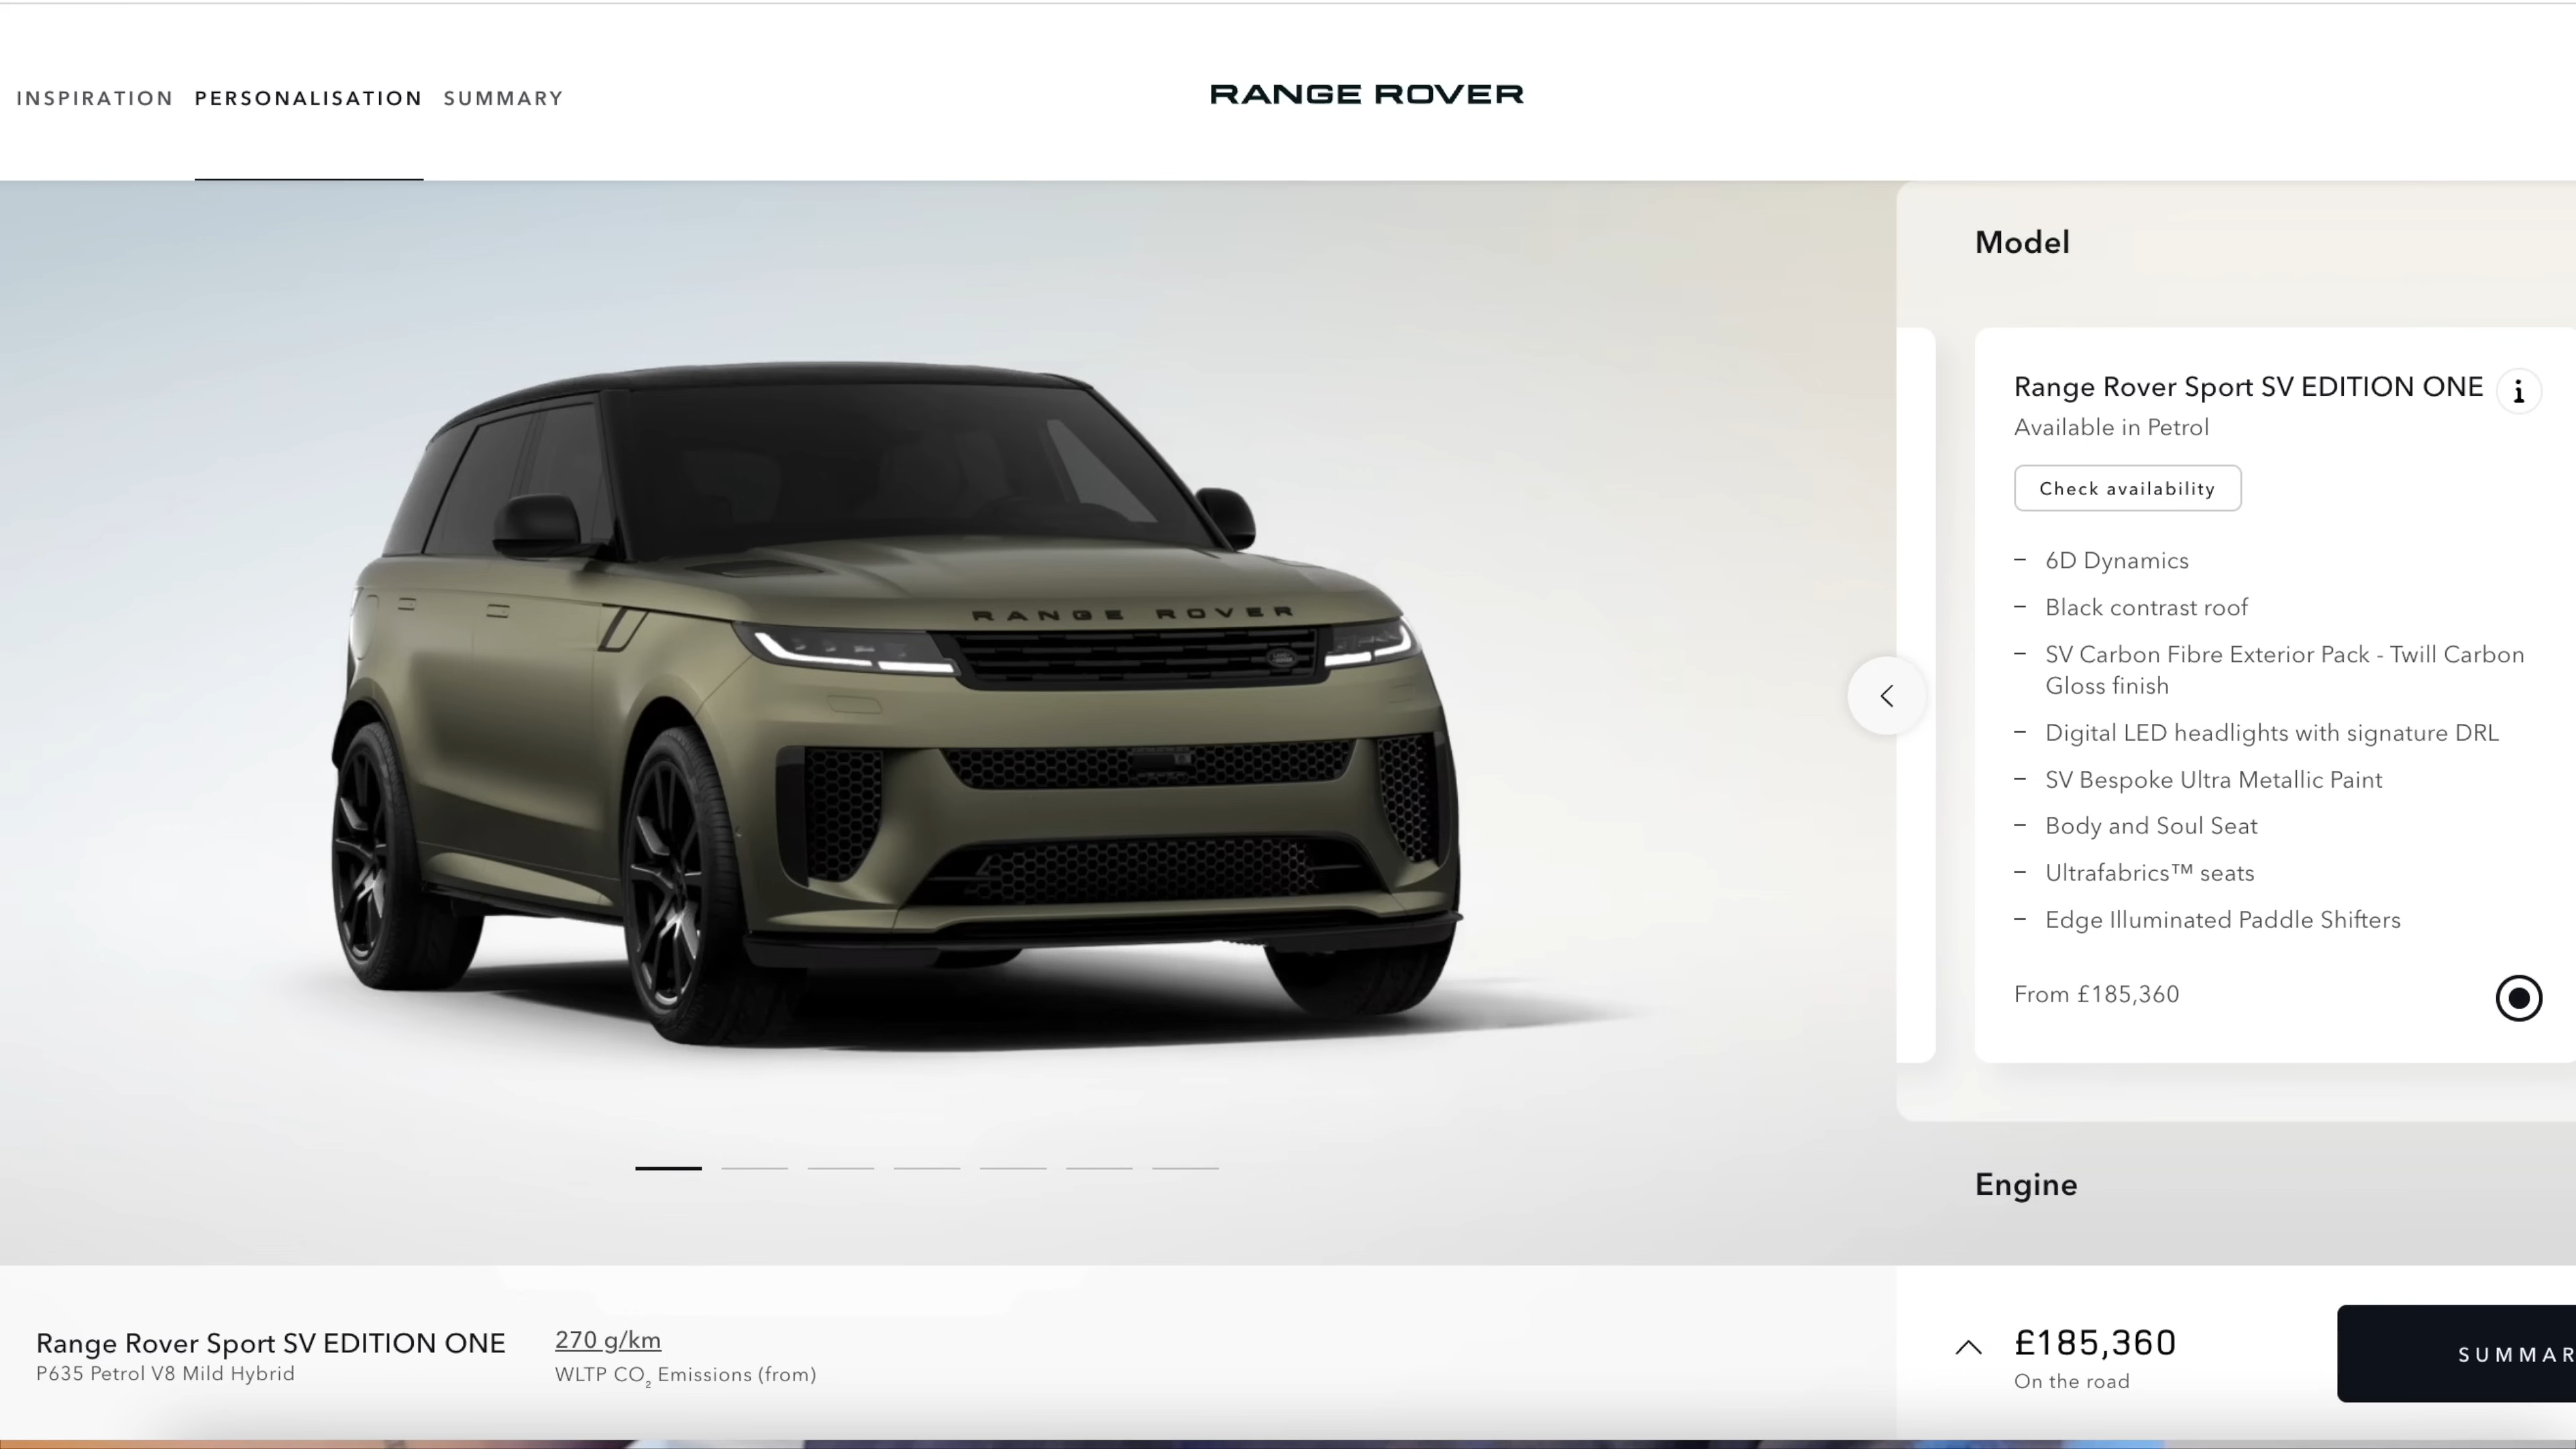 INSPIRATION PERSONALISATION SUMMARY
RANGE ROVER
RANGE ROVER
Model
Range Rover Sport SV EDITION ONE
Available in Petrol
Check availability
– 6D Dynamics
– Black contrast roof
– SV Carbon Fibre Exterior Pack - Twill Carbon
Gloss finish
– Digital LED headlights with signature DRL
– SV Bespoke Ultra Metallic Paint
– Body and Soul Seat
– Ultrafabrics™ seats
– Edge Illuminated Paddle Shifters
From £185,360
Engine
Range Rover Sport SV EDITION ONE
P635 Petrol V8 Mild Hybrid
270 g/km
WLTP CO₂ Emissions (from)
£185,360
On the road
SUMMAR